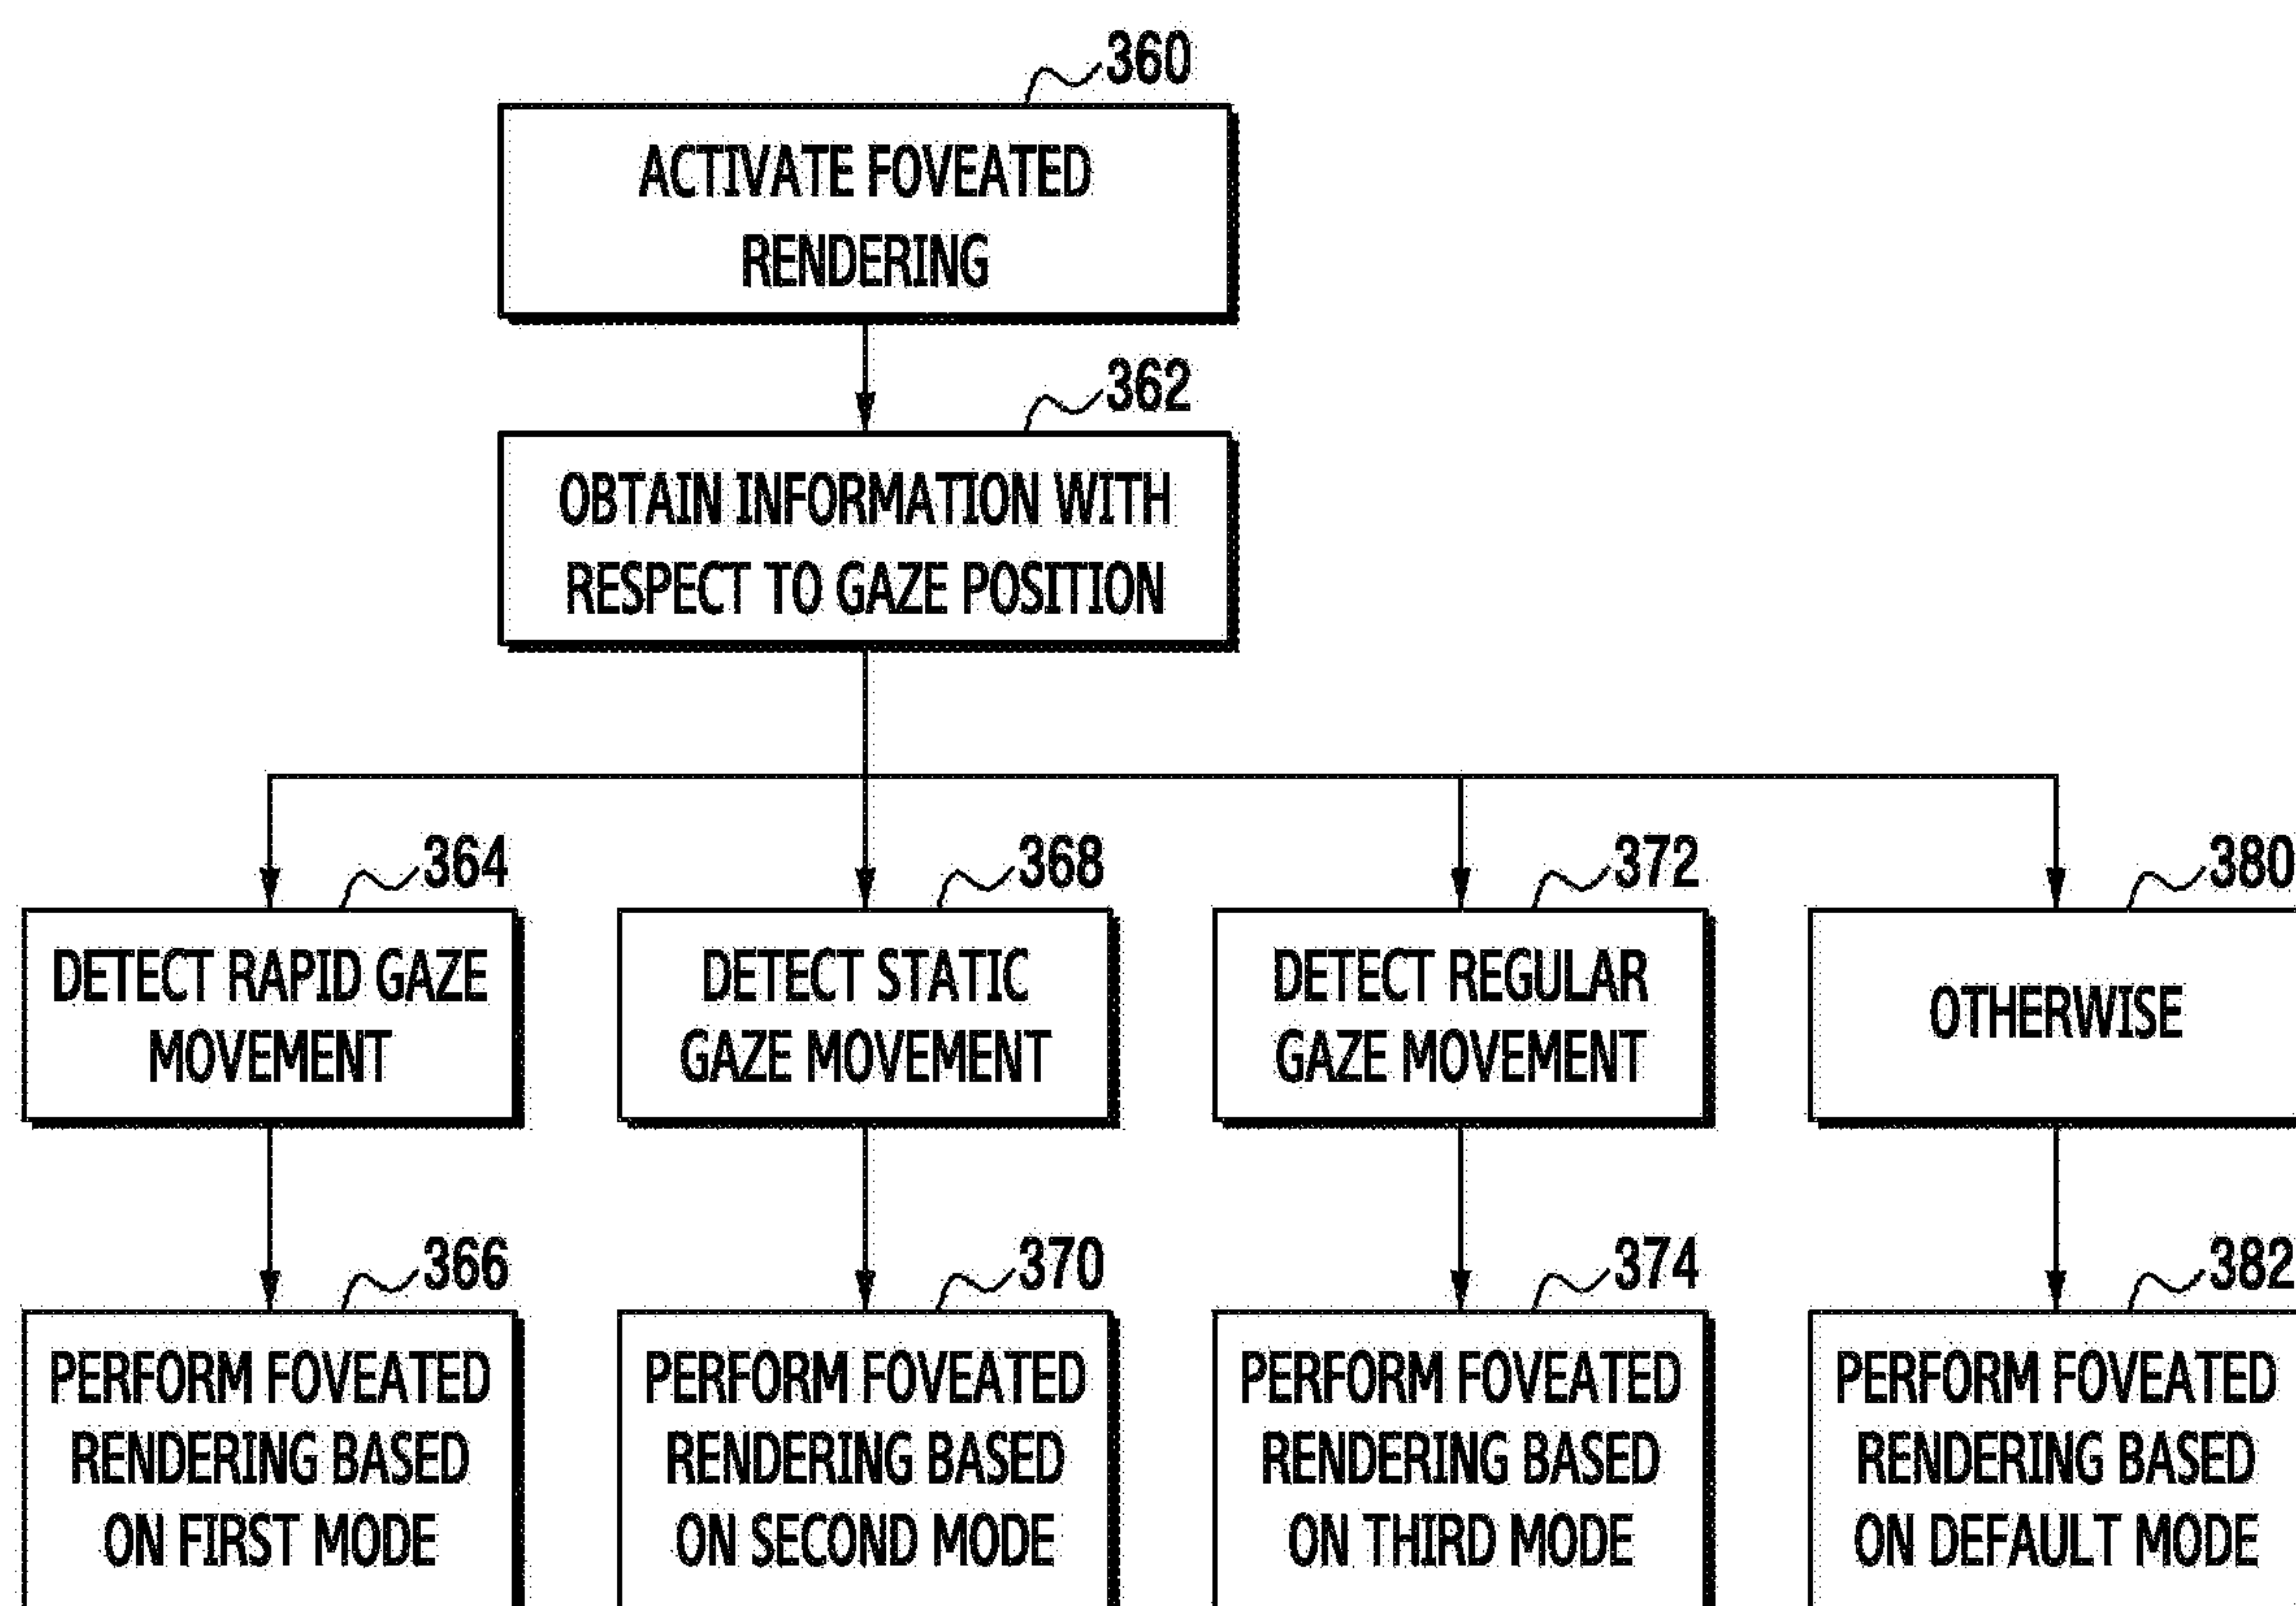 360
ACTIVATE FOVEATED
RENDERING
362
OBTAIN INFORMATION WITH
RESPECT TO GAZE POSITION
364
DETECT RAPID GAZE
MOVEMENT
368
DETECT STATIC
GAZE MOVEMENT
372
DETECT REGULAR
GAZE MOVEMENT
380
OTHERWISE
366
PERFORM FOVEATED
RENDERING BASED
ON FIRST MODE
370
PERFORM FOVEATED
RENDERING BASED
ON SECOND MODE
374
PERFORM FOVEATED
RENDERING BASED
ON THIRD MODE
382
PERFORM FOVEATED
RENDERING BASED
ON DEFAULT MODE